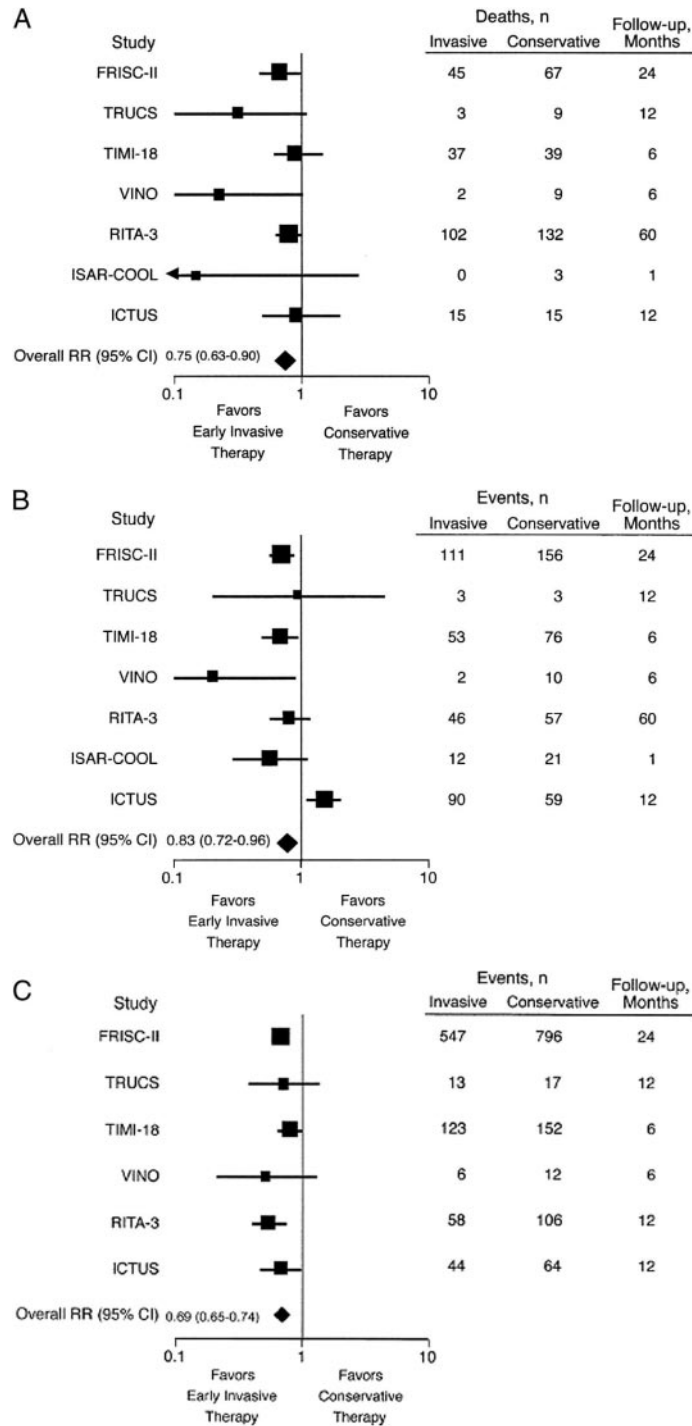 A
Deaths, n Follow-up,
Study Invasive Conservative Months
FRISC-II 45 67 24
TRUCS 3 9 12
TIMI-18 37 39 6
VINO 2 9 6
RITA-3 102 132 60
ISAR-COOL 0 3 1
ICTUS 15 15 12
Overall RR (95% CI) 0.75 (0.63-0.90)
0.1 1 10
Favors Favors
Early Invasive Conservative
Therapy Therapy
B
Events, n Follow-up,
Study Invasive Conservative Months
FRISC-II 111 156 24
TRUCS 3 3 12
TIMI-18 53 76 6
VINO 2 10 6
RITA-3 46 57 60
ISAR-COOL 12 21 1
ICTUS 90 59 12
Overall RR (95% CI) 0.83 (0.72-0.96)
0.1 1 10
Favors Favors
Early Invasive Conservative
Therapy Therapy
C
Events, n Follow-up,
Study Invasive Conservative Months
FRISC-II 547 796 24
TRUCS 13 17 12
TIMI-18 123 152 6
VINO 6 12 6
RITA-3 58 106 12
ICTUS 44 64 12
Overall RR (95% CI) 0.69 (0.65-0.74)
0.1 1 10
Favors Favors
Early Invasive Conservative
Therapy Therapy